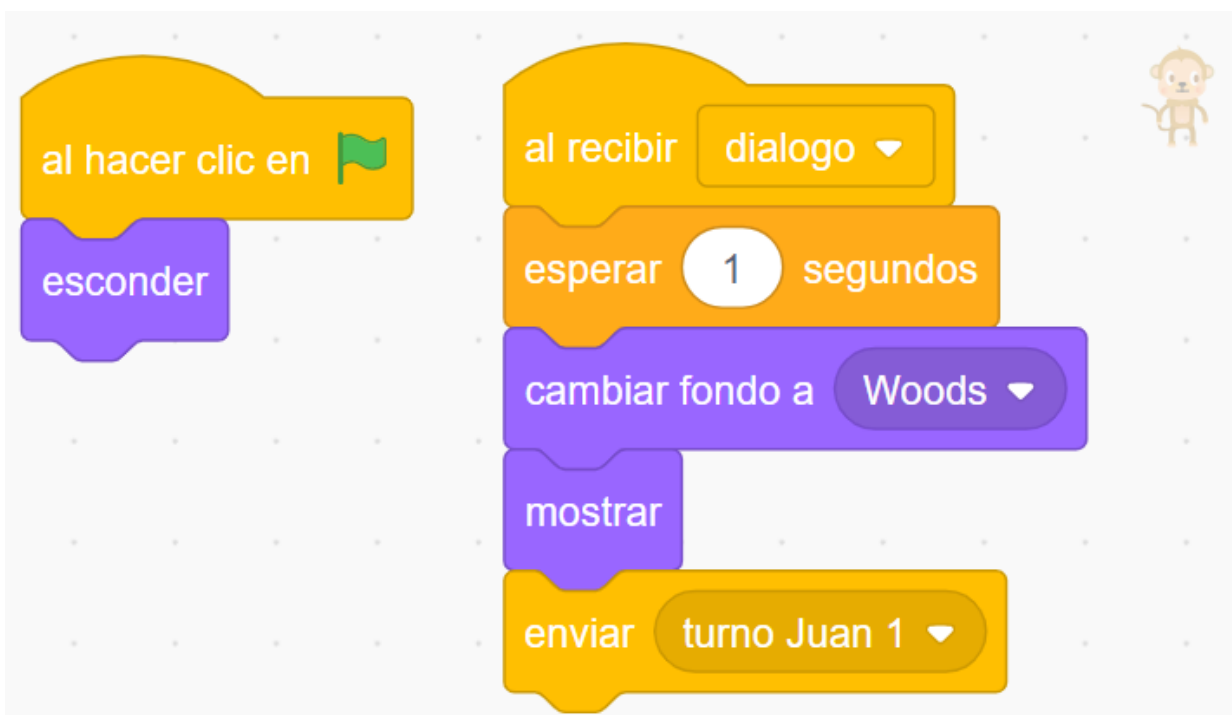 al hacer clic en
esconder
al recibir dialogo
esperar 1 segundos
cambiar fondo a Woods
mostrar
enviar turno Juan 1